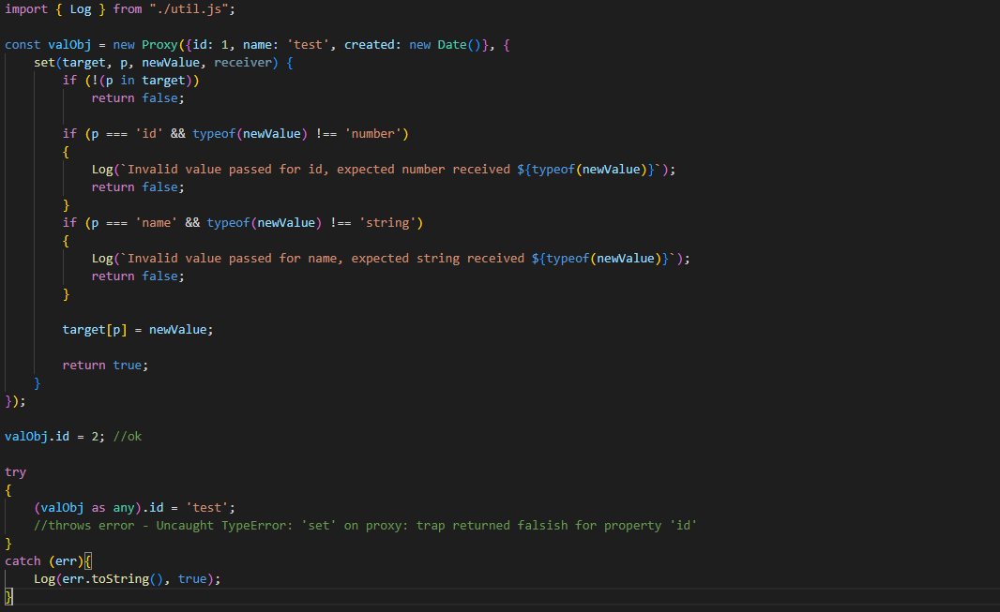 import { Log } from "./util.js";
const valObj = new Proxy({id: 1, name: 'test', created: new Date()}, {
set(target, p, newValue, receiver) {
if (!(p in target))
return false;
if (p === 'id' && typeof(newValue) !== 'number')
{
Log(`Invalid value passed for id, expected number received ${typeof(newValue)}`);
return false;
}
if (p === 'name' && typeof(newValue) !== 'string')
{
Log(`Invalid value passed for name, expected string received ${typeof(newValue)}`);
return false;
}
target[p] = newValue;
return true;
}
});
valObj.id = 2; //ok
try
{
(valObj as any).id = 'test';
//throws error - Uncaught TypeError: 'set' on proxy: trap returned falsish for property 'id'
}
catch (err){
Log(err.toString(), true);
}